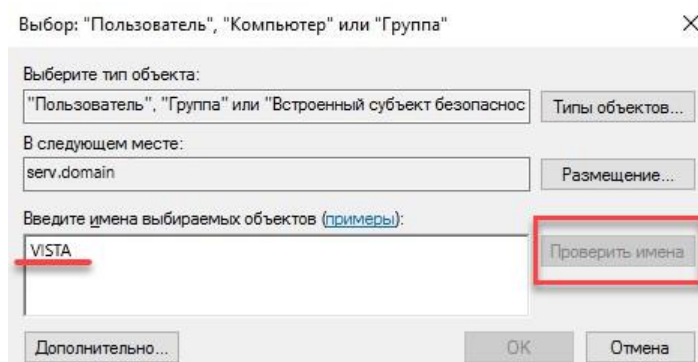 Выбор: "Пользователь", "Компьютер" или "Группа"
Выберите тип объекта:
"Пользователь", "Группа" или "Встроенный субъект безопаснос
Типы объектов...
В следующем месте:
serv.domain
Размещение...
Введите имена выбираемых объектов (примеры):
VISTA
Проверить имена
Дополнительно...
ОК
Отмена